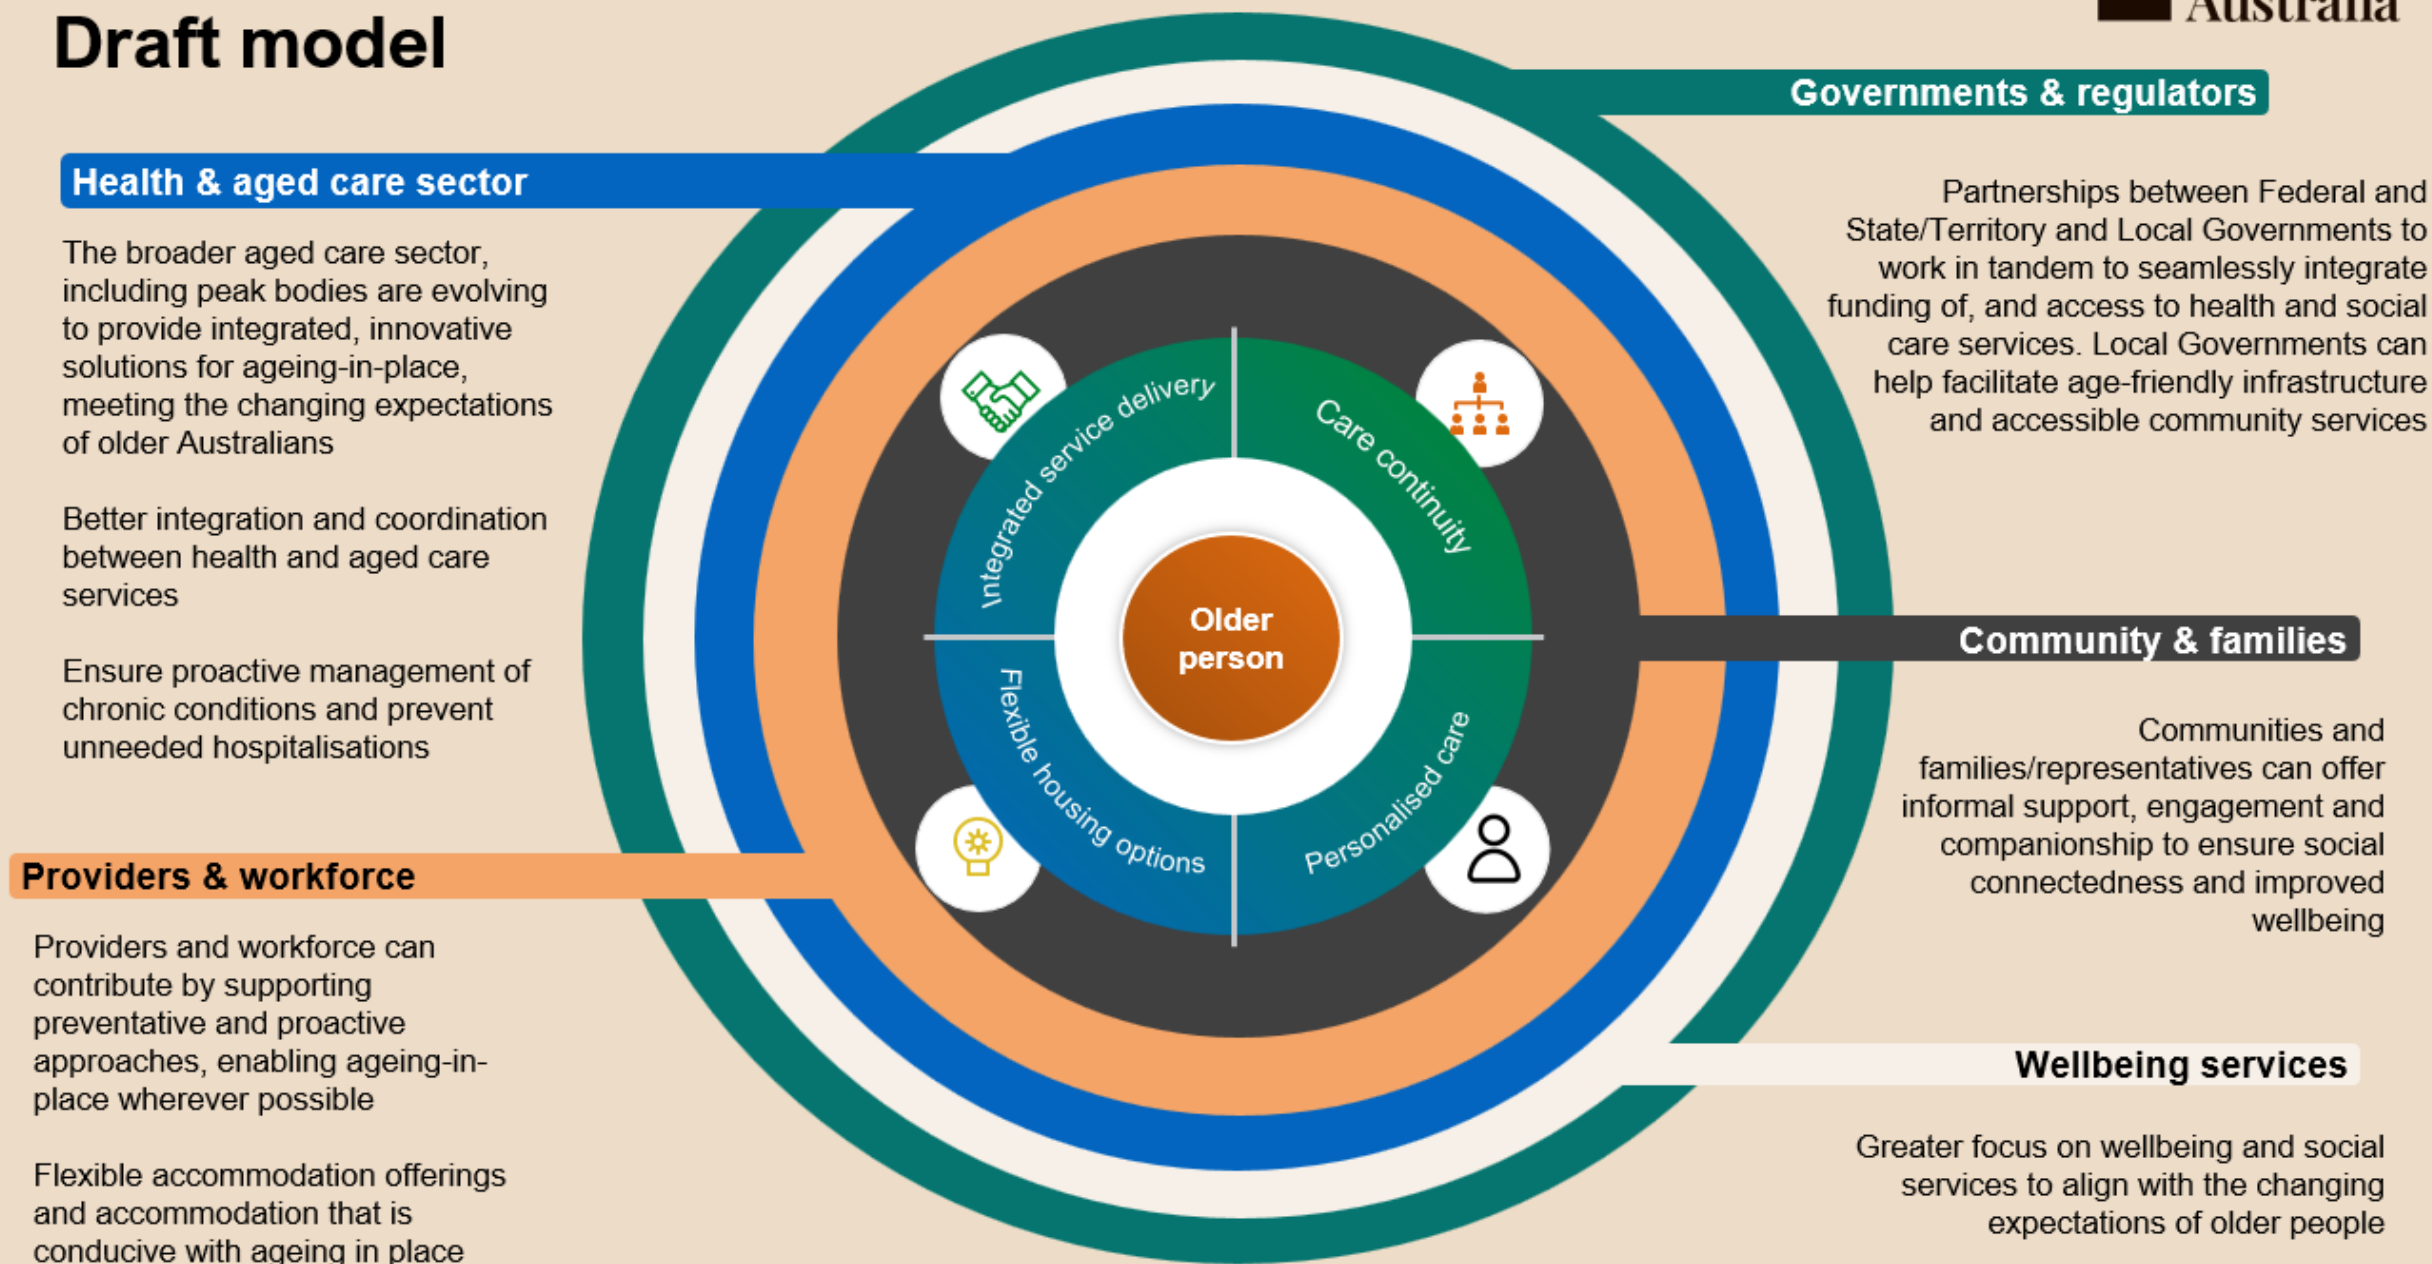 Draft model
Australia
Governments & regulators
Partnerships between Federal and
State/Territory and Local Governments to
work in tandem to seamlessly integrate
funding of, and access to health and social
care services. Local Governments can
help facilitate age-friendly infrastructure
and accessible community services
Health & aged care sector
The broader aged care sector,
including peak bodies are evolving
to provide integrated, innovative
solutions for ageing-in-place,
meeting the changing expectations
of older Australians
Better integration and coordination
between health and aged care
services
Ensure proactive management of
chronic conditions and prevent
unneeded hospitalisations
Integrated service delivery
Care continuity
Older
person
Flexible housing options
Personalised care
Community & families
Communities and
families/representatives can offer
informal support, engagement and
companionship to ensure social
connectedness and improved
wellbeing
Providers & workforce
Providers and workforce can
contribute by supporting
preventative and proactive
approaches, enabling ageing-in-
place wherever possible
Flexible accommodation offerings
and accommodation that is
conducive with ageing in place
Wellbeing services
Greater focus on wellbeing and social
services to align with the changing
expectations of older people